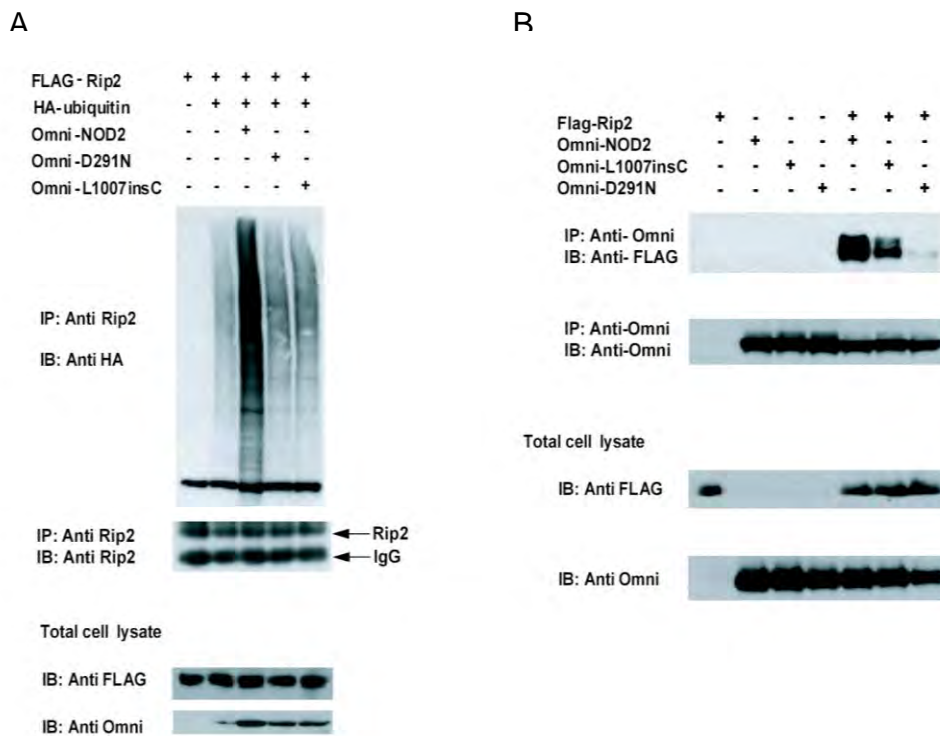 A
B
FLAG - Rip2 + + + + +
HA-ubiquitin - + + + +
Omni -NOD2 - - + - -
Omni -D291N - - - + -
Omni - L1007insC - - - - +
IP: Anti Rip2
IB: Anti HA
IP: Anti Rip2
IB: Anti Rip2
Rip2
IgG
Total cell lysate
IB: Anti FLAG
IB: Anti Omni
Flag-Rip2 + - - - + + +
Omni-NOD2 - + - - + - -
Omni-L1007insC - - + - - + -
Omni-D291N - - - + - - +
IP: Anti- Omni
IB: Anti- FLAG
IP: Anti-Omni
IB: Anti-Omni
Total cell lysate
IB: Anti FLAG
IB: Anti Omni